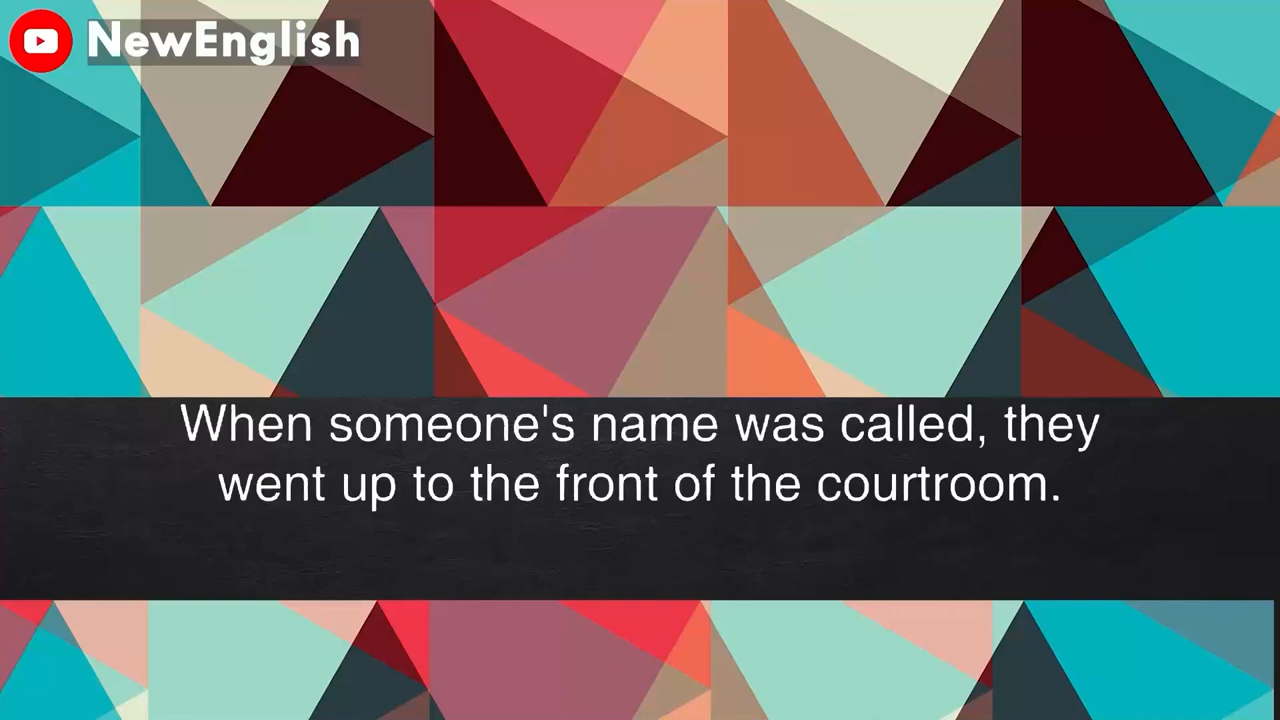 NewEnglish
When someone's name was called, they
went up to the front of the courtroom.